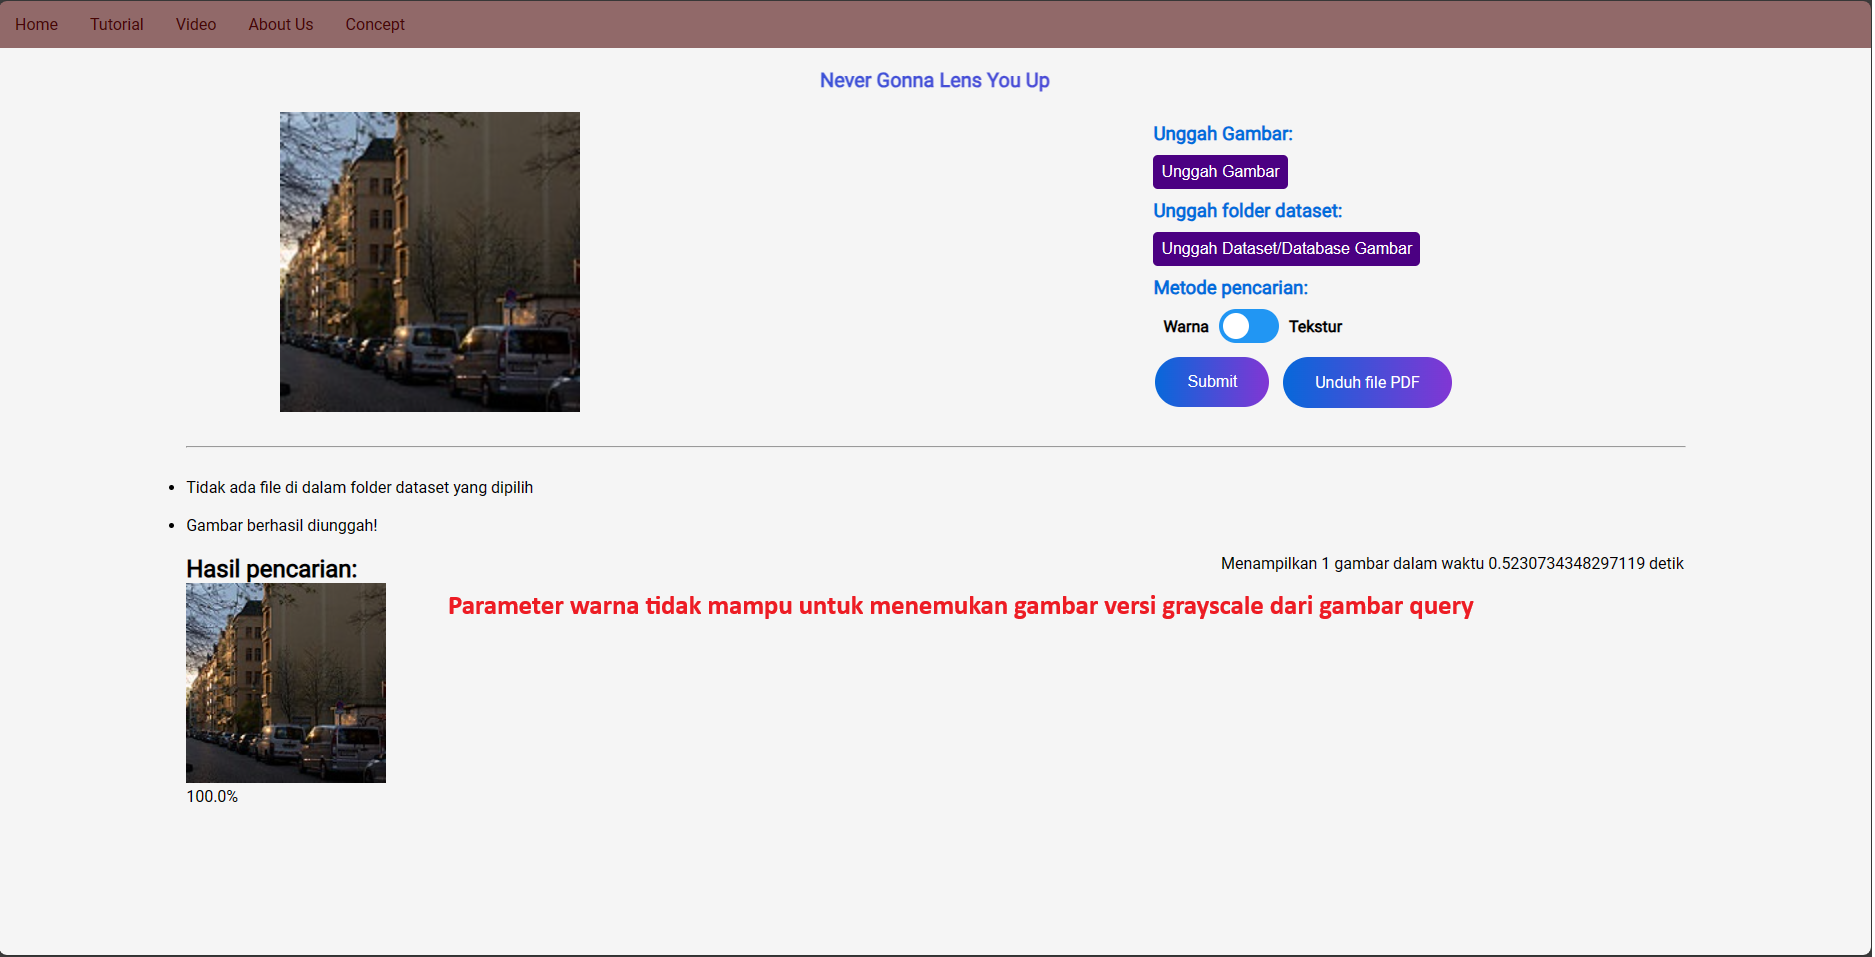 Home Tutorial Video About Us Concept
Never Gonna Lens You Up
Unggah Gambar:
Unggah Gambar
Unggah folder dataset:
Unggah Dataset/Database Gambar
Metode pencarian:
Warna Tekstur
Submit Unduh file PDF
Tidak ada file di dalam folder dataset yang dipilih
Gambar berhasil diunggah!
Hasil pencarian:
Menampilkan 1 gambar dalam waktu 0.5230734348297119 detik
Parameter warna tidak mampu untuk menemukan gambar versi grayscale dari gambar query
100.0%